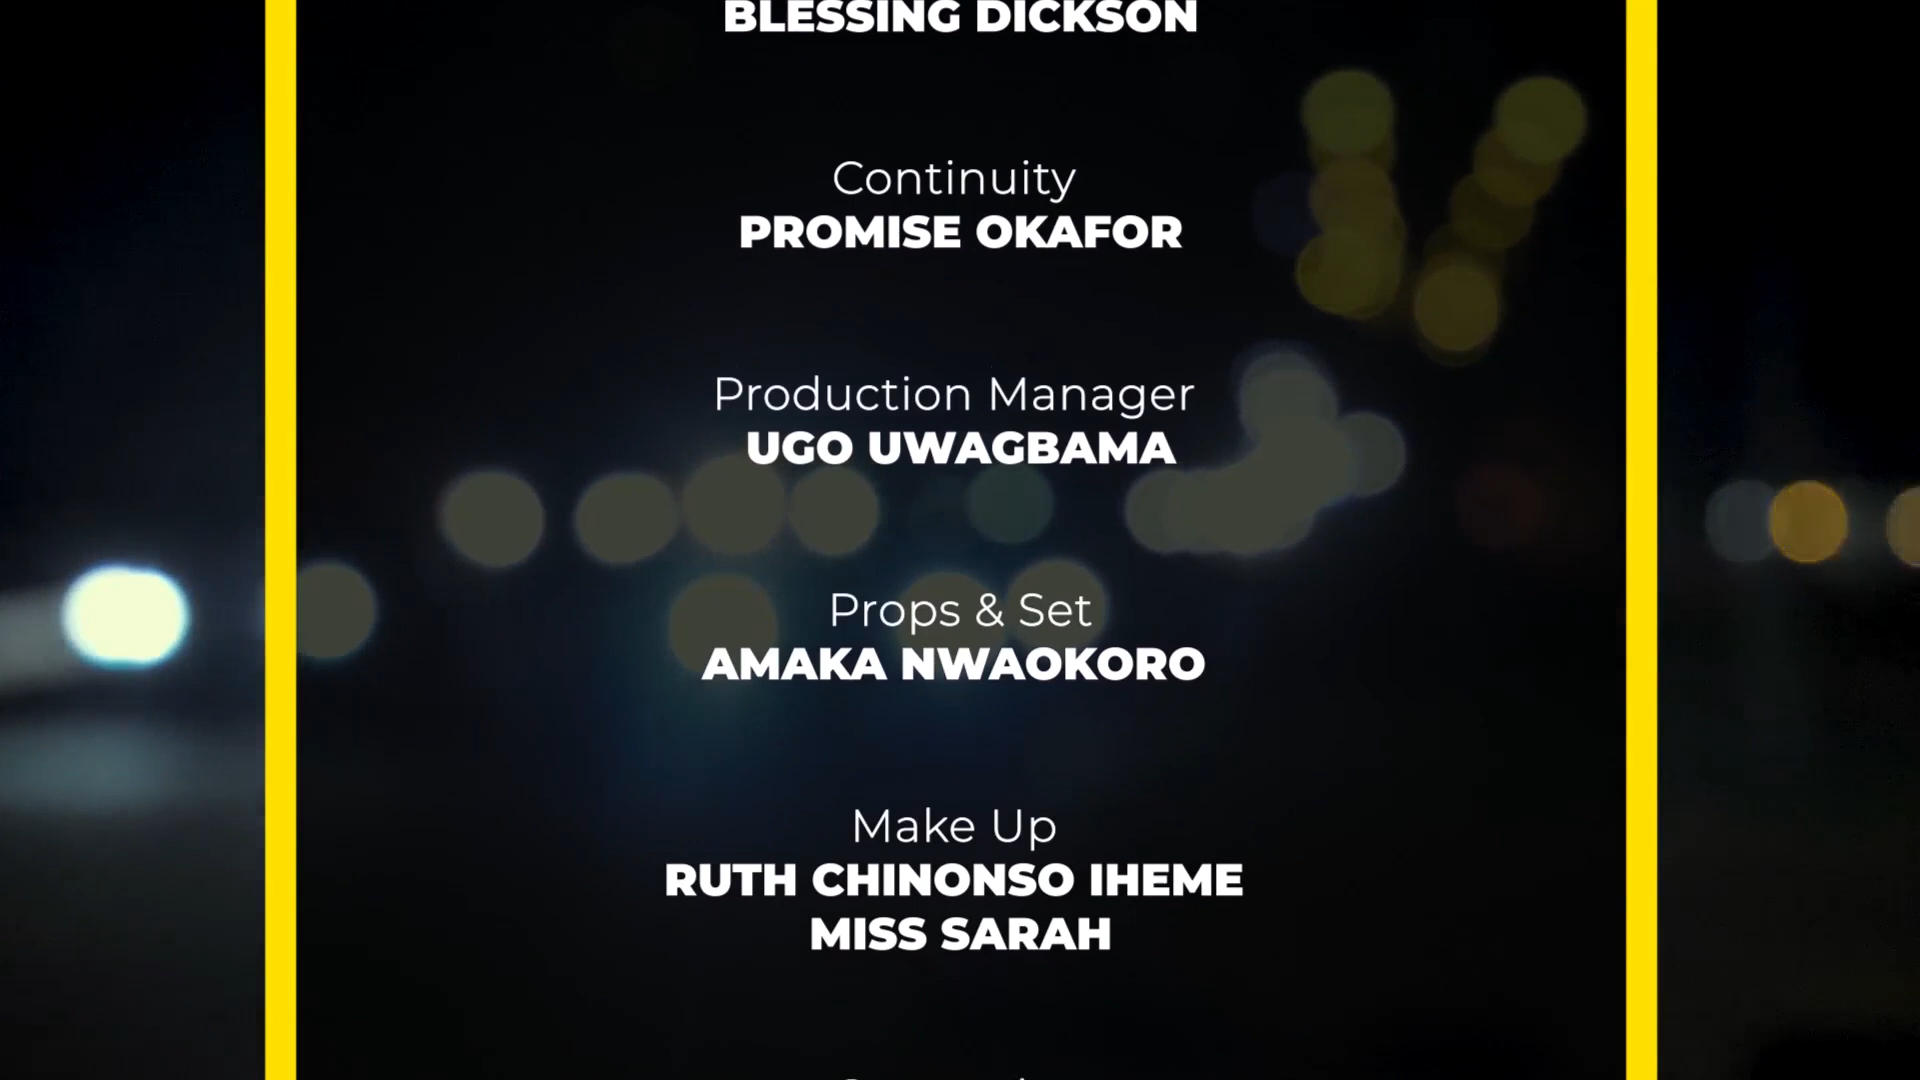 BLESSING DICKSON
Continuity
PROMISE OKAFOR
Production Manager
UGO UWAGBAMA
Props & Set
AMAKA NWAOKORO
Make Up
RUTH CHINONSO IHEME
MISS SARAH